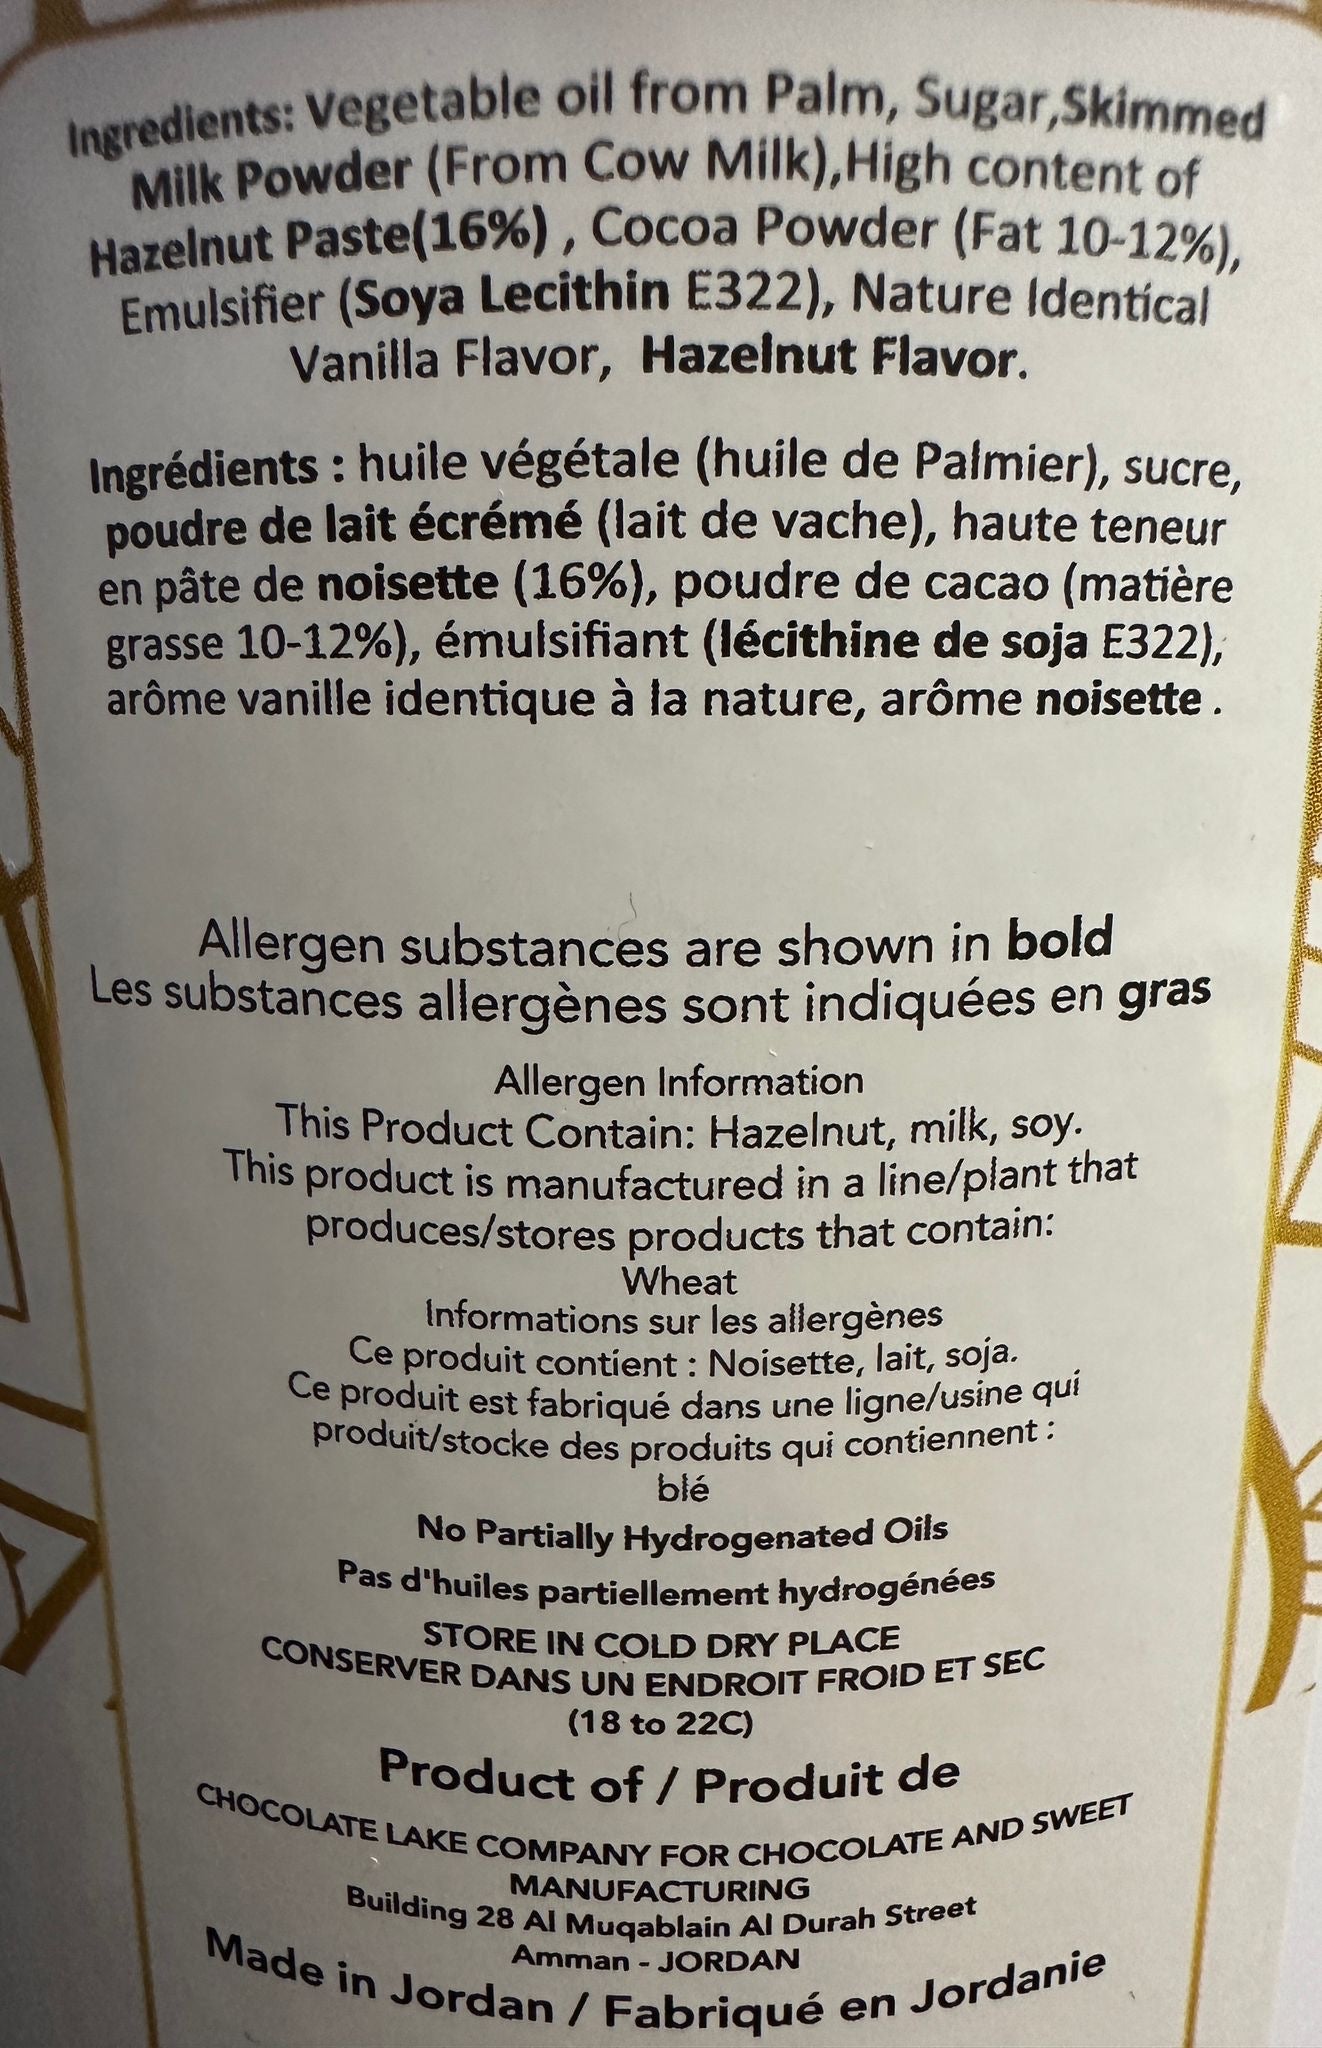 Ingredients: Vegetable oil from Palm, Sugar,Skimmed
Milk Powder (From Cow Milk),High content of
Hazelnut Paste(16%) , Cocoa Powder (Fat 10-12%),
Emulsifier (Soya Lecithin E322), Nature Identical
Vanilla Flavor, Hazelnut Flavor.
Ingrédients : huile végétale (huile de Palmier), sucre,
poudre de lait écrémé (lait de vache), haute teneur
en pâte de noisette (16%), poudre de cacao (matière
grasse 10-12%), émulsifiant (lécithine de soja E322),
arôme vanille identique à la nature, arôme noisette .
Allergen substances are shown in bold
Les substances allergènes sont indiquées en gras
Allergen Information
This Product Contain: Hazelnut, milk, soy.
This product is manufactured in a line/plant that
produces/stores products that contain:
Wheat
Informations sur les allergènes
Ce produit contient : Noisette, lait, soja.
Ce produit est fabriqué dans une ligne/usine qui
produit/stocke des produits qui contiennent :
blé
No Partially Hydrogenated Oils
Pas d'huiles partiellement hydrogénées
STORE IN COLD DRY PLACE
CONSERVER DANS UN ENDROIT FROID ET SEC
(18 to 22C)
Product of / Produit de
CHOCOLATE LAKE COMPANY FOR CHOCOLATE AND SWEET
MANUFACTURING
Building 28 Al Muqablain Al Durah Street
Amman - JORDAN
Made in Jordan / Fabriqué en Jordanie